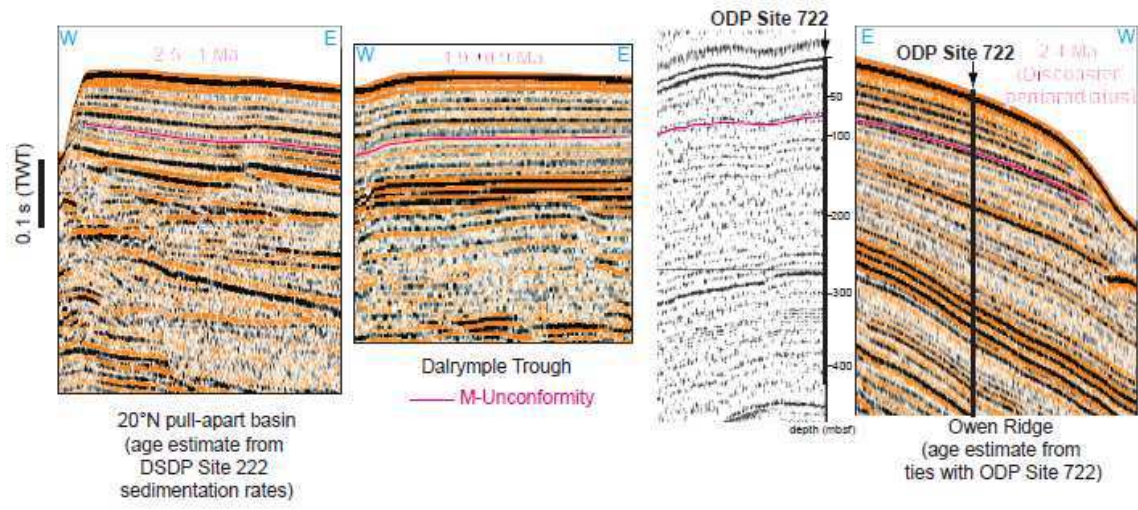 W
E
0.1 s (TWT)
20°N pull-apart basin
(age estimate from
DSDP Site 222
sedimentation rates)
W
E
Dalrymple Trough
M-Unconformity
ODP Site 722
50
100
200
300
400
depth (mbsf)
E
W
ODP Site 722
2.4 Ma
(Discoaster
pentaradiatus)
Owen Ridge
(age estimate from
ties with ODP Site 722)